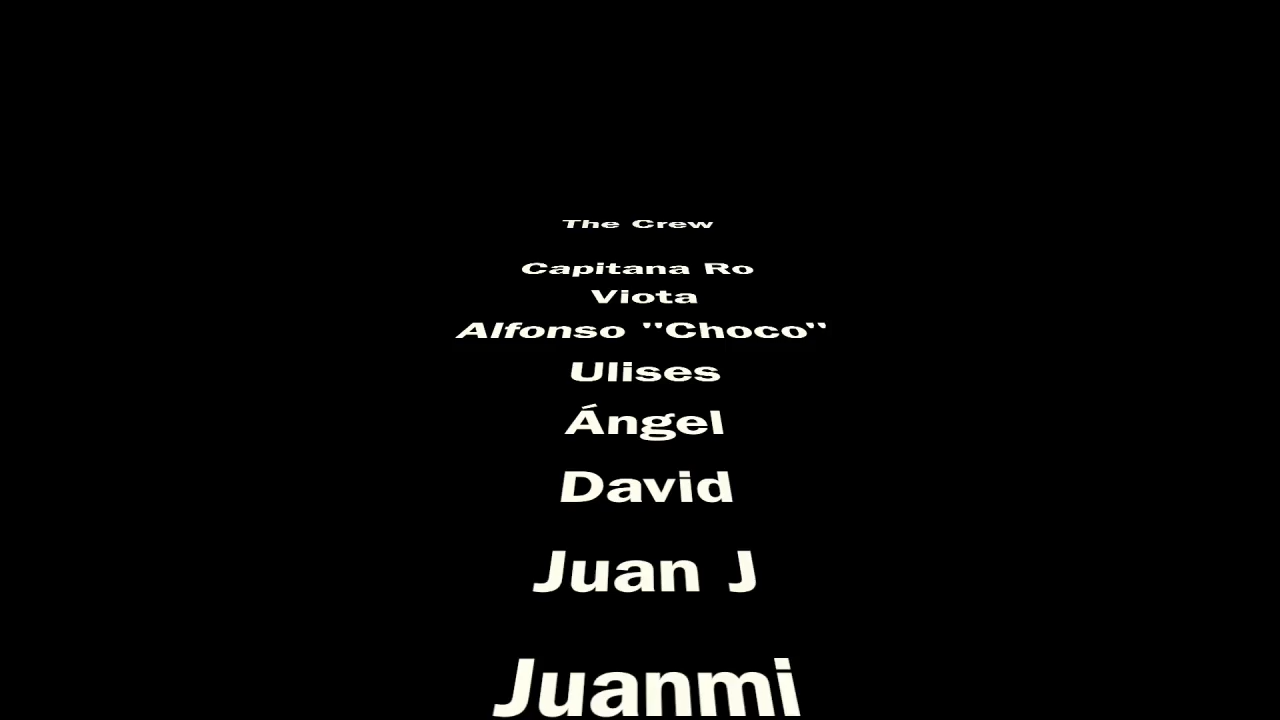 The Crew
Capitana Ro
Viota
Alfonso "Choco"
Ulises
Ángel
David
Juan J
Juanmi